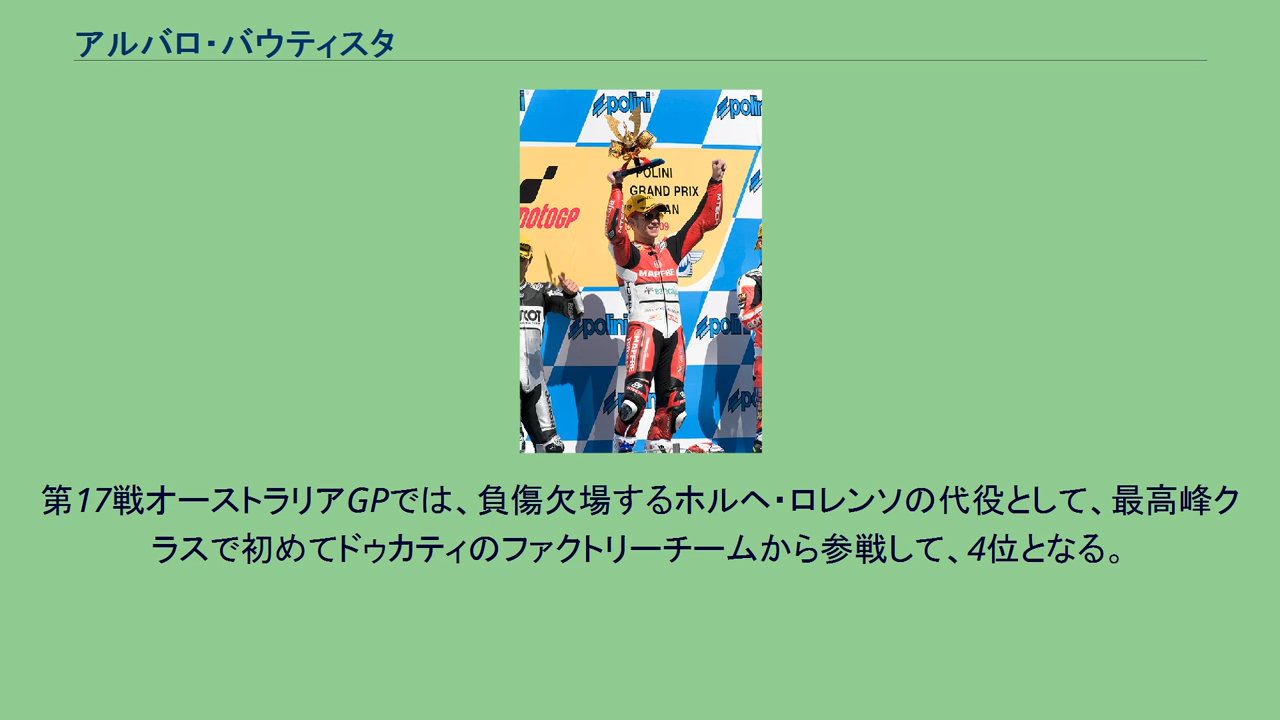 アルバロ・バウティスタ
polini
polini
POLINI
GRAND PRIX
motoGP
MAPFRE
polini
polini
第17戦オーストラリアGPでは、負傷欠場するホルヘ・ロレンソの代役として、最高峰ク
ラスで初めてドゥカティのファクトリーチームから参戦して、4位となる。